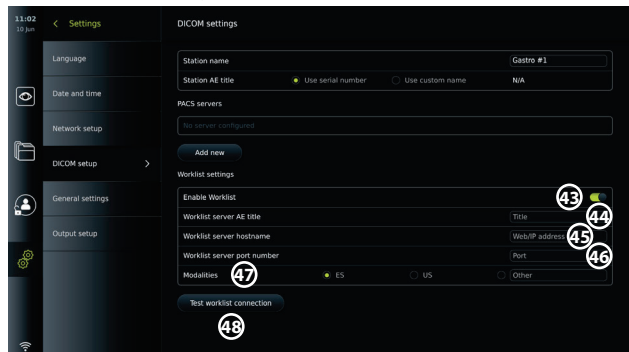 11:02
10 Jun
Settings
DICOM settings
Language
Date and time
Network setup
DICOM setup
General settings
Output setup
Station name Gastro #1
Station AE title Use serial number Use custom name N/A
PACS servers
No server configured
Add new
Worklist settings
Enable Worklist 43
Worklist server AE title Title 44
Worklist server hostname Web/IP address 45
Worklist server port number Port 46
Modalities 47 ES US Other
Test worklist connection
48